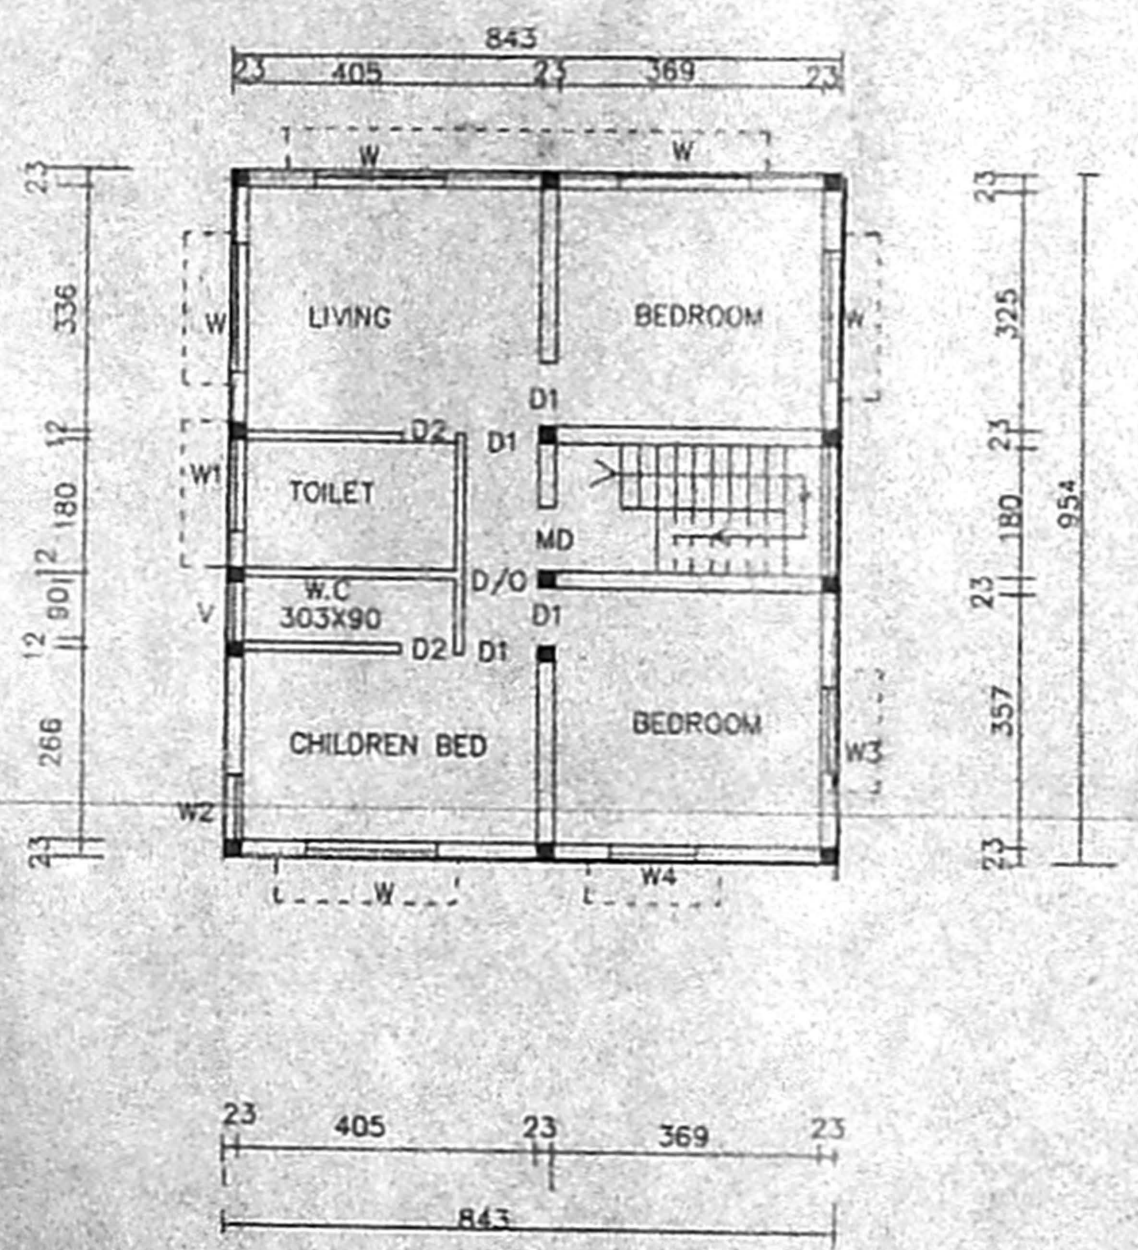 843
23 405 23 369 23
W W
23 23
336 W LIVING BEDROOM W 325
D1
12 D2 D1 23
W1 TOILET 180 954
180
MD
12 D/O 23
90 V W.C D1
303X90
12 D2 D1
266 CHILDREN BED BEDROOM 357
W3
W2
23 23
W W4
23 405 23 369 23
843